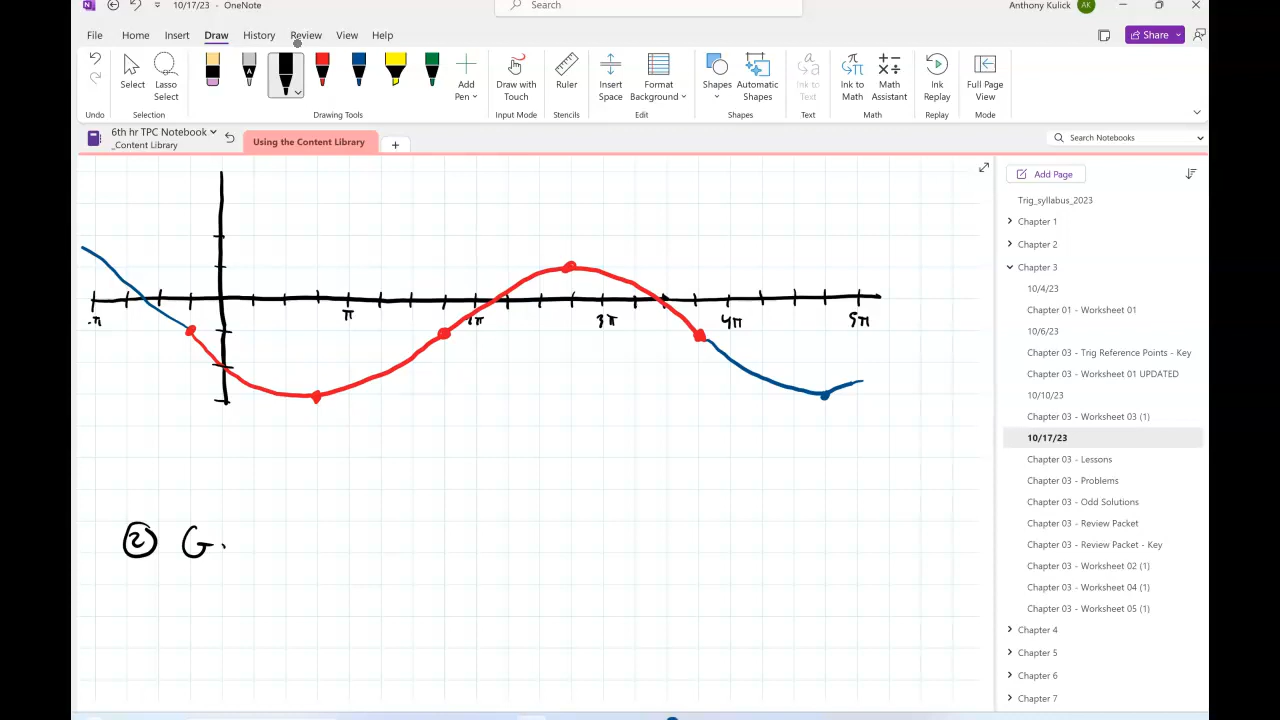 10/17/23 - OneNote
Search
Anthony Kulick
AK
File Home Insert Draw History Review View Help
Share
Undo
Select
Lasso Select
Add Pen
Draw with Touch
Ruler
Insert Space
Format Background
Shapes
Automatic Shapes
Ink to Text
Ink to Math
Math Assistant
Ink Replay
Full Page View
Undo Selection Drawing Tools Input Mode Stencils Edit Shapes Text Math Replay Mode
6th hr TPC Notebook
_Content Library
Using the Content Library
+
Search Notebooks
Add Page
Trig_syllabus_2023
Chapter 1
Chapter 2
Chapter 3
10/4/23
Chapter 01 - Worksheet 01
10/6/23
Chapter 03 - Trig Reference Points - Key
Chapter 03 - Worksheet 01 UPDATED
10/10/23
Chapter 03 - Worksheet 03 (1)
10/17/23
Chapter 03 - Lessons
Chapter 03 - Problems
Chapter 03 - Odd Solutions
Chapter 03 - Review Packet
Chapter 03 - Review Packet - Key
Chapter 03 - Worksheet 02 (1)
Chapter 03 - Worksheet 04 (1)
Chapter 03 - Worksheet 05 (1)
Chapter 4
Chapter 5
Chapter 6
Chapter 7
-π π 2π 3π 4π 5π
② G